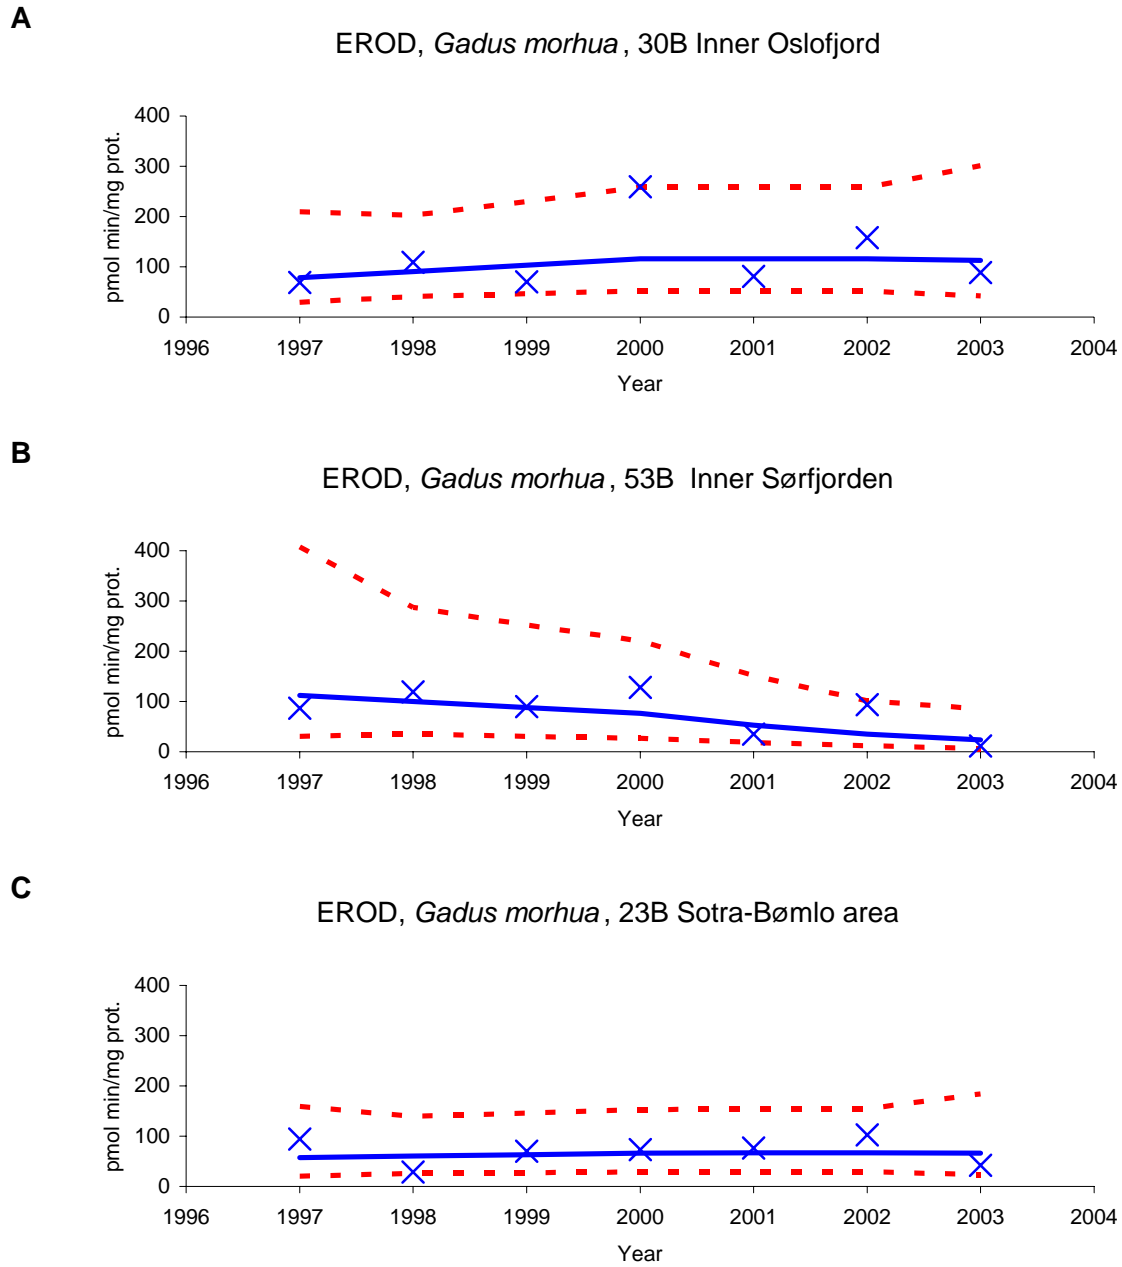 A
EROD, Gadus morhua, 30B Inner Oslofjord
pmol min/mg prot.
400
300
200
100
0
1996 1997 1998 1999 2000 2001 2002 2003 2004
Year
B
EROD, Gadus morhua, 53B Inner Sørfjorden
pmol min/mg prot.
400
300
200
100
0
1996 1997 1998 1999 2000 2001 2002 2003 2004
Year
C
EROD, Gadus morhua, 23B Sotra-Bømlo area
pmol min/mg prot.
400
300
200
100
0
1996 1997 1998 1999 2000 2001 2002 2003 2004
Year